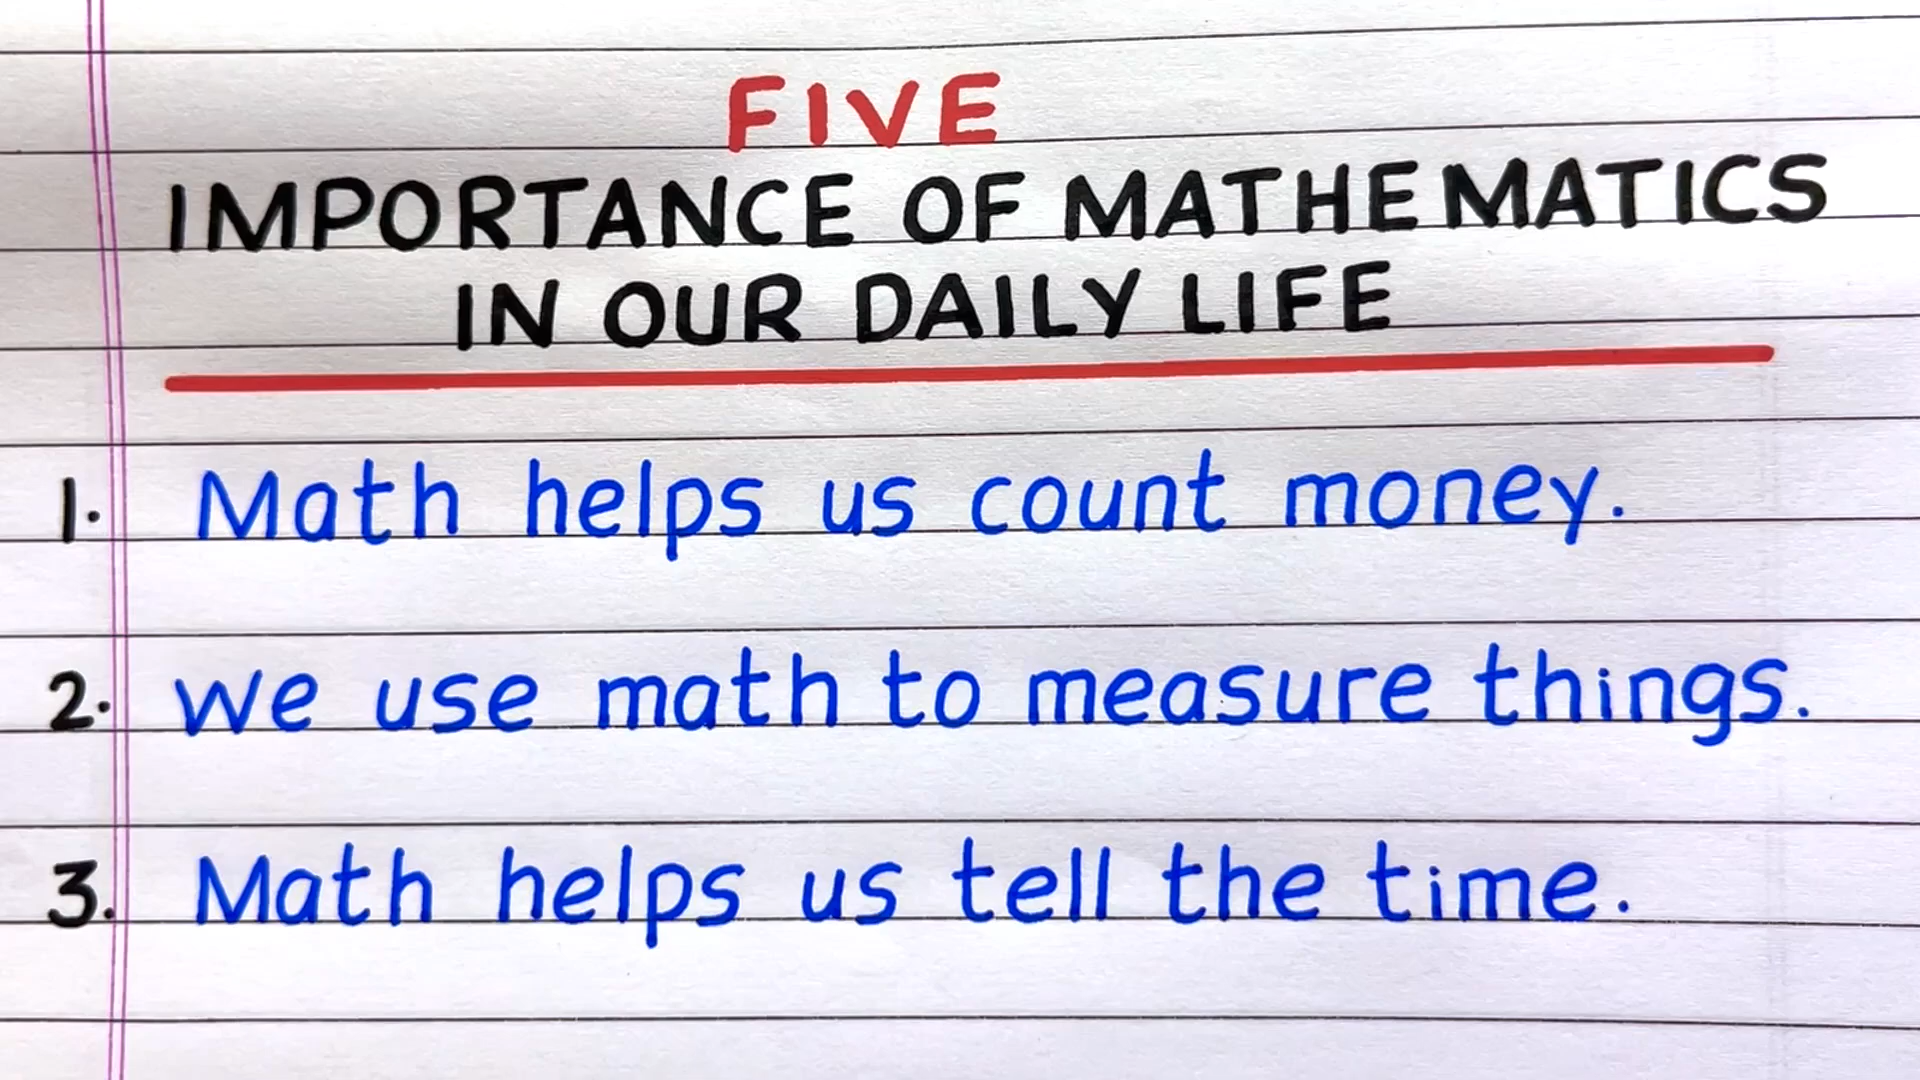 FIVE
IMPORTANCE OF MATHEMATICS
IN OUR DAILY LIFE
1. Math helps us count money.
2. We use math to measure things.
3. Math helps us tell the time.